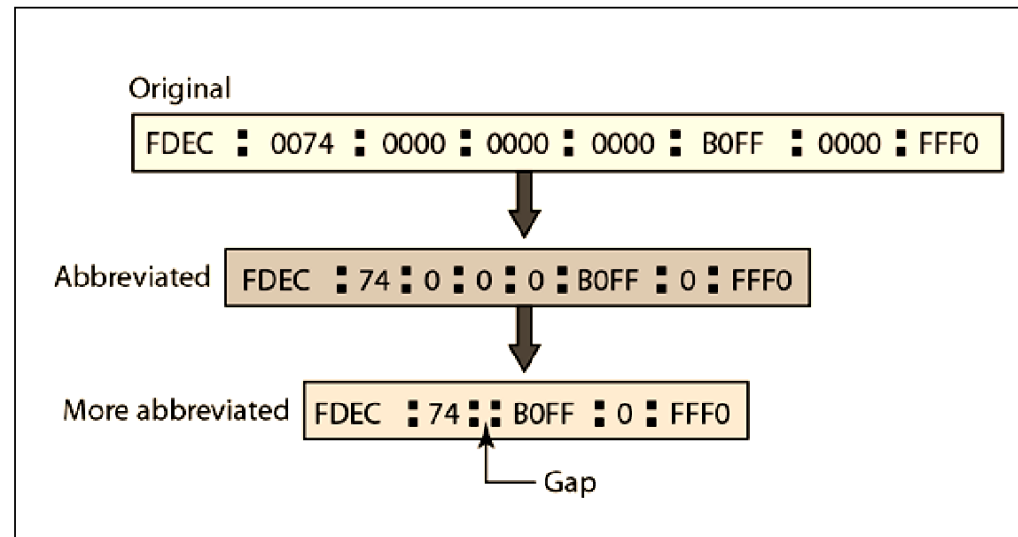 Original
FDEC : 0074 : 0000 : 0000 : 0000 : B0FF : 0000 : FFF0
Abbreviated
FDEC : 74 : 0 : 0 : 0 : B0FF : 0 : FFF0
More abbreviated
FDEC : 74 : : B0FF : 0 : FFF0
Gap